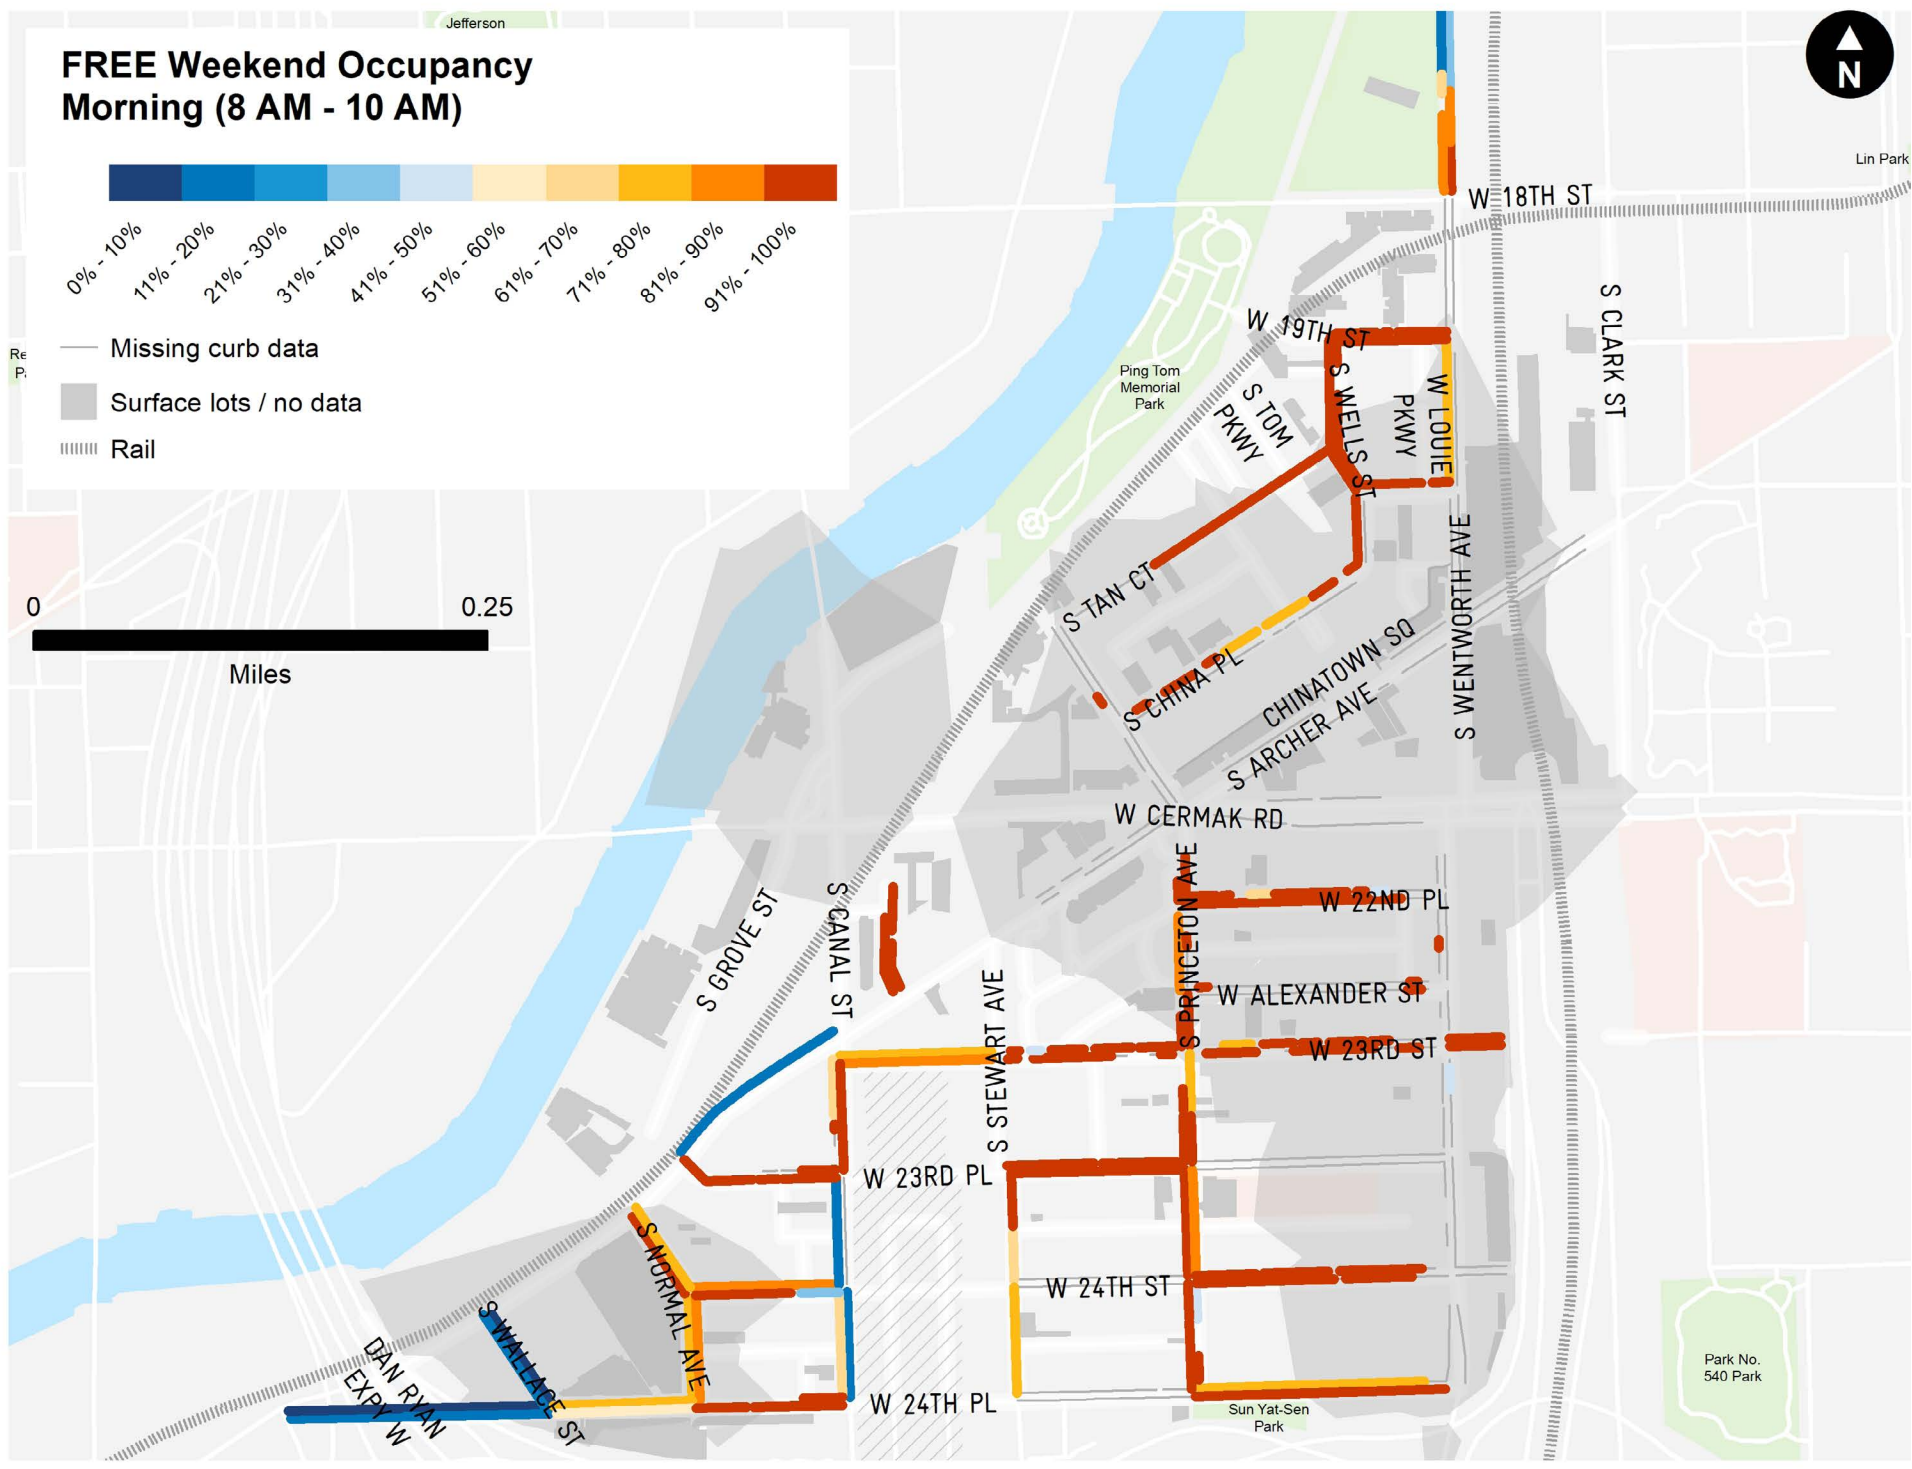 Jefferson
FREE Weekend Occupancy
Morning (8 AM - 10 AM)
0% - 10%
11% - 20%
21% - 30%
31% - 40%
41% - 50%
51% - 60%
61% - 70%
71% - 80%
81% - 90%
91% - 100%
Missing curb data
Surface lots / no data
Rail
N
Lin Park
W 18TH ST
S CLARK ST
W 19TH ST
Re
P
Ping Tom
Memorial
Park
S TOM
PKWY
S WELLS ST
W LOUIE
PKWY
0
0.25
Miles
S TAN CT
S WENTWORTH AVE
S CHINA PL
CHINATOWN SQ
S ARCHER AVE
W CERMAK RD
S PRINCETON AVE
W 22ND PL
S GROVE ST
S CANAL ST
S STEWART AVE
W ALEXANDER ST
W 23RD ST
W 23RD PL
S NORMAL AVE
W 24TH ST
S WALLACE ST
DAN RYAN
EXPY W
W 24TH PL
Sun Yat-Sen
Park
Park No.
540 Park